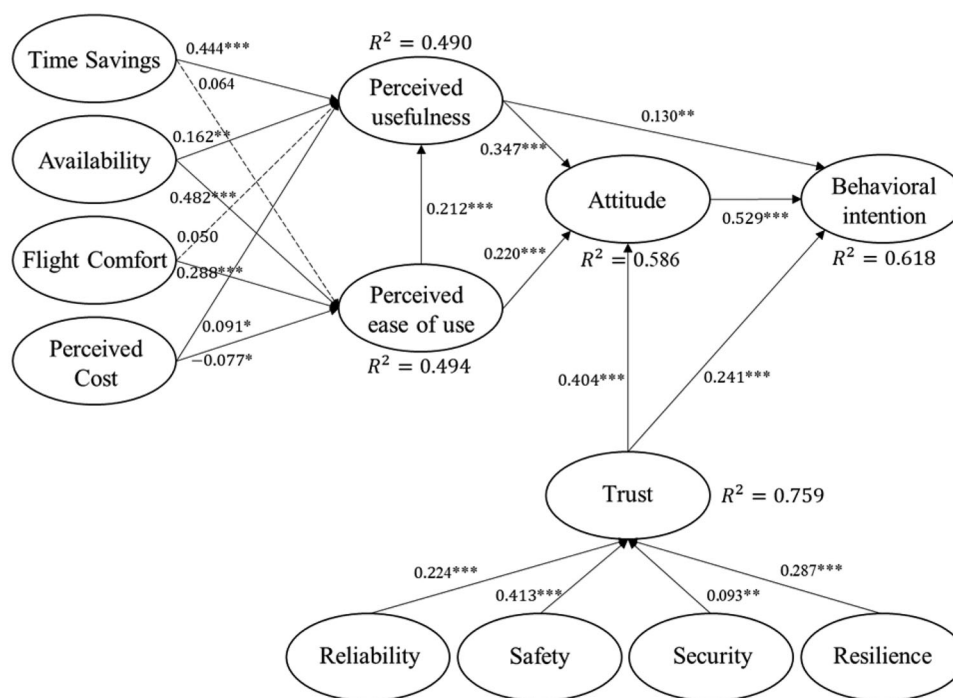 Time Savings
0.444***
0.064
R² = 0.490
Perceived
usefulness
0.130**
Availability
0.162**
0.482***
0.347***
Attitude
0.529***
Behavioral
intention
0.212***
0.220***
R² = 0.586
R² = 0.618
Flight Comfort
0.050
0.288***
Perceived
ease of use
R² = 0.494
Perceived
Cost
0.091*
−0.077*
0.404***
0.241***
Trust
R² = 0.759
0.224***
0.413***
0.093**
0.287***
Reliability
Safety
Security
Resilience